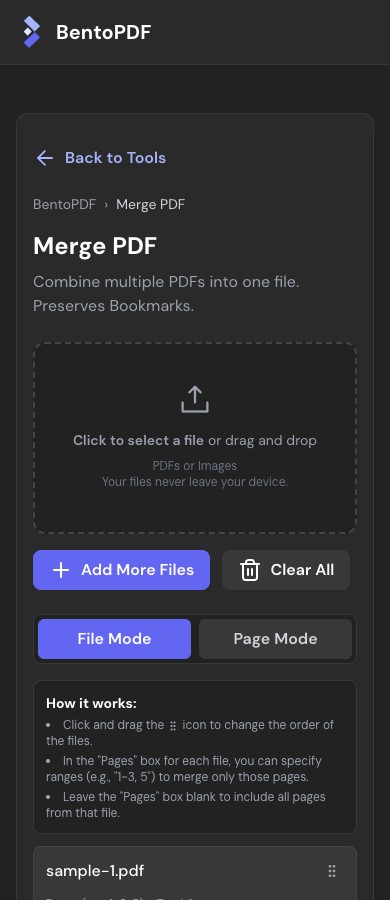 BentoPDF
Back to Tools
BentoPDF › Merge PDF
Merge PDF
Combine multiple PDFs into one file.
Preserves Bookmarks.
Click to select a file or drag and drop
PDFs or Images
Your files never leave your device.
Add More Files
Clear All
File Mode
Page Mode
How it works:
• Click and drag the ⠿ icon to change the order of
the files.
• In the "Pages" box for each file, you can specify
ranges (e.g., "1-3, 5") to merge only those pages.
• Leave the "Pages" box blank to include all pages
from that file.
sample-1.pdf